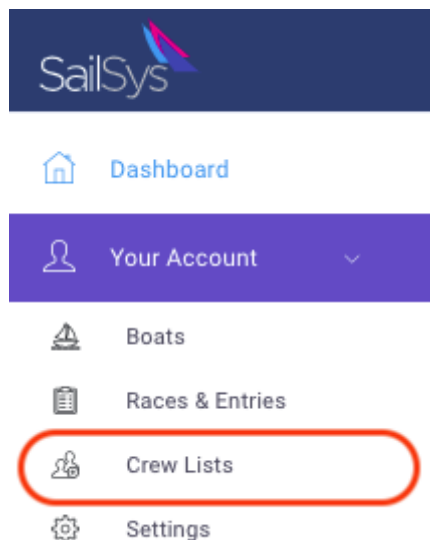 SailSys
Dashboard
Your Account
Boats
Races & Entries
Crew Lists
Settings